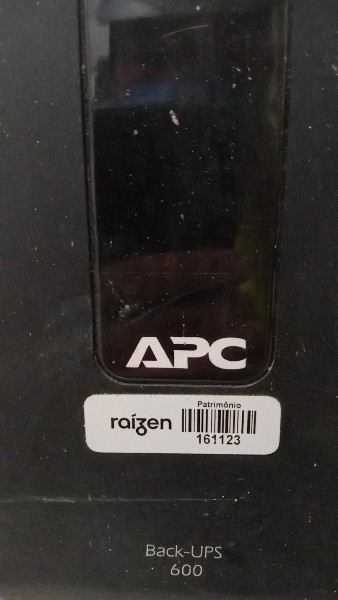 APC
Patrimônio
raízen
161123
Back-UPS
600